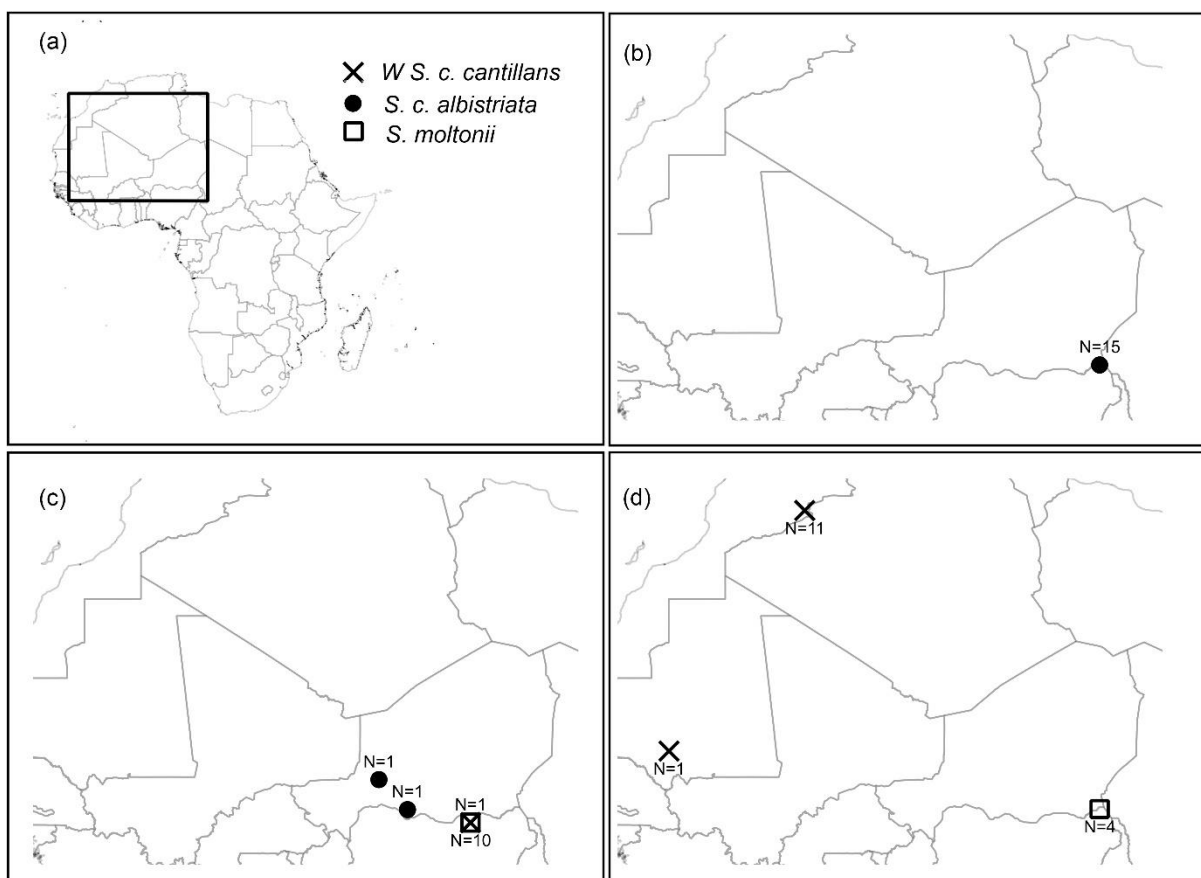 (a)
W S. c. cantillans
S. c. albistriata
S. moltonii
(b)
N=15
(c)
N=1
N=1
N=1
N=10
(d)
N=11
N=1
N=4